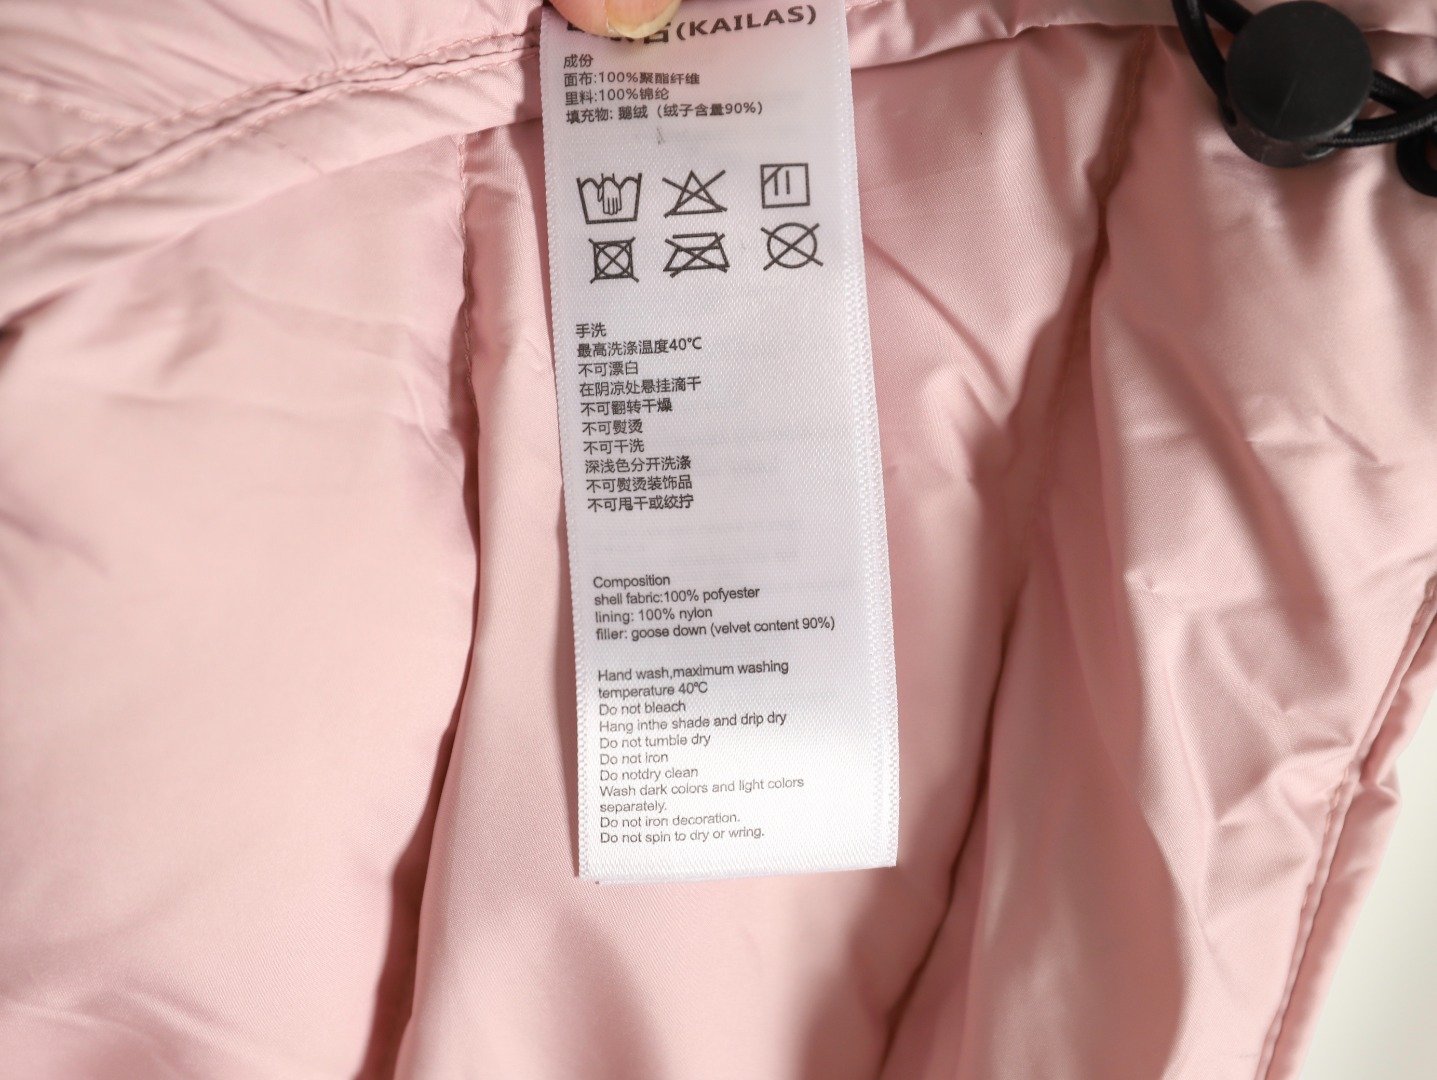 (KAILAS)
成份
面布:100%聚酯纤维
里料:100%锦纶
填充物: 鹅绒（绒子含量90%）
手洗
最高洗涤温度40℃
不可漂白
在阴凉处悬挂滴干
不可翻转干燥
不可熨烫
不可干洗
深浅色分开洗涤
不可熨烫装饰品
不可甩干或绞拧
Composition
shell fabric:100% pofyester
lining: 100% nylon
filler: goose down (velvet content 90%)
Hand wash,maximum washing
temperature 40℃
Do not bleach
Hang inthe shade and drip dry
Do not tumble dry
Do not iron
Do notdry clean
Wash dark colors and light colors
separately.
Do not iron decoration.
Do not spin to dry or wring.